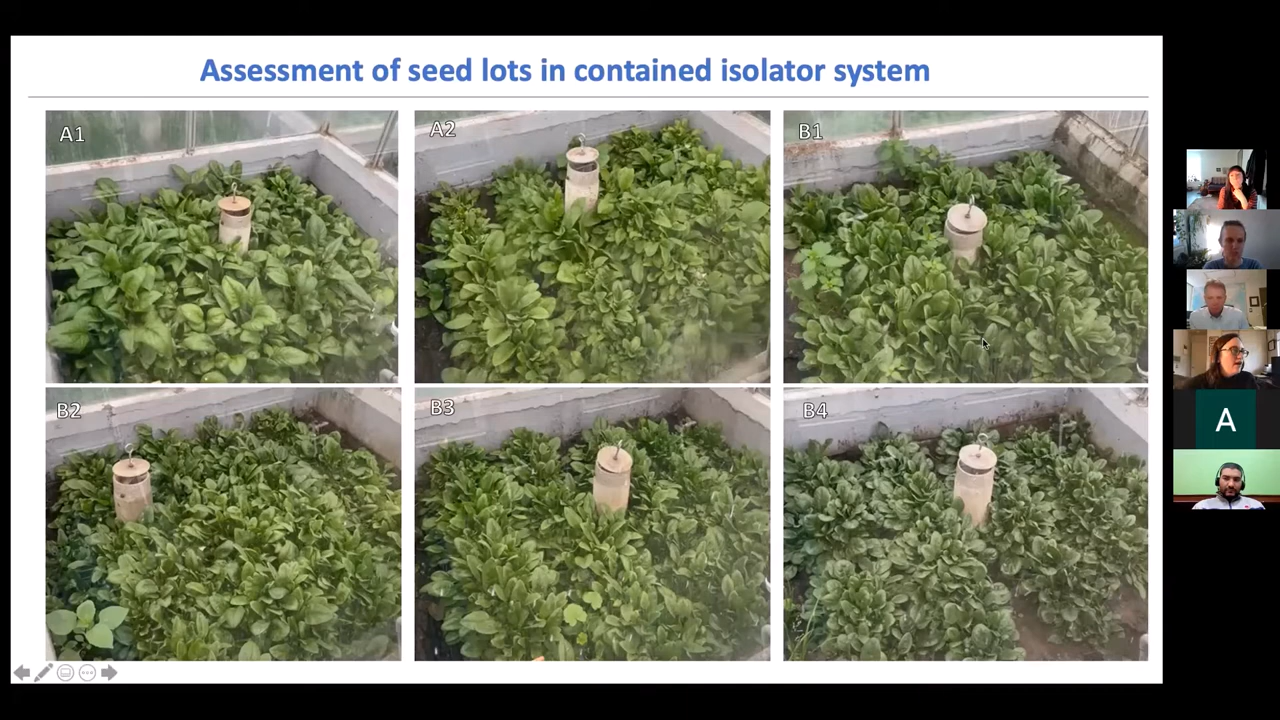 Assessment of seed lots in contained isolator system
A1
A2
B1
B2
B3
B4
A